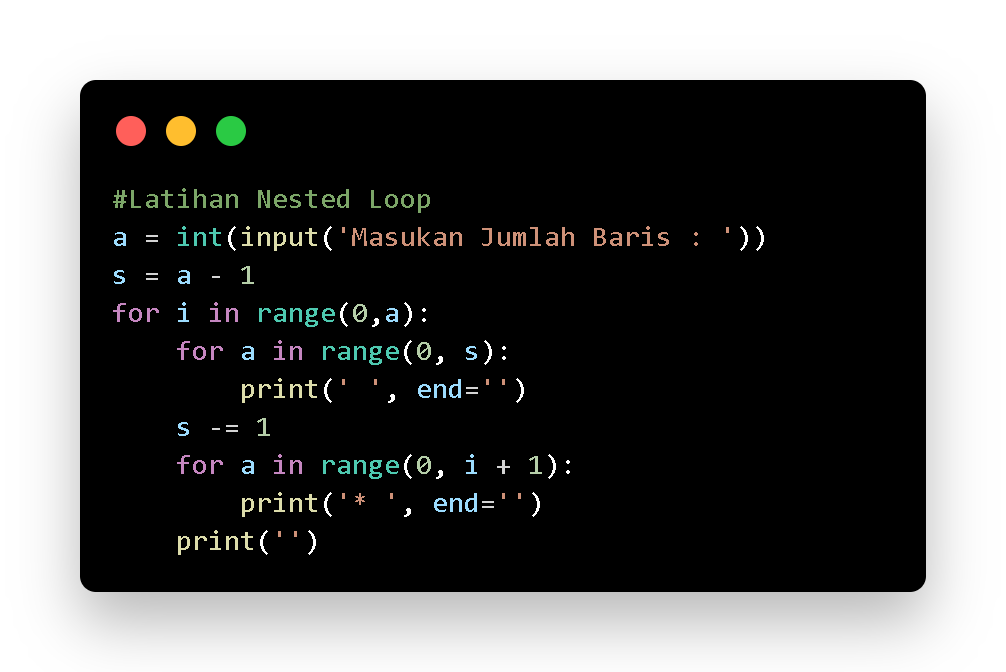 #Latihan Nested Loop
a = int(input('Masukan Jumlah Baris : '))
s = a - 1
for i in range(0,a):
    for a in range(0, s):
        print(' ', end='')
    s -= 1
    for a in range(0, i + 1):
        print('* ', end='')
    print('')